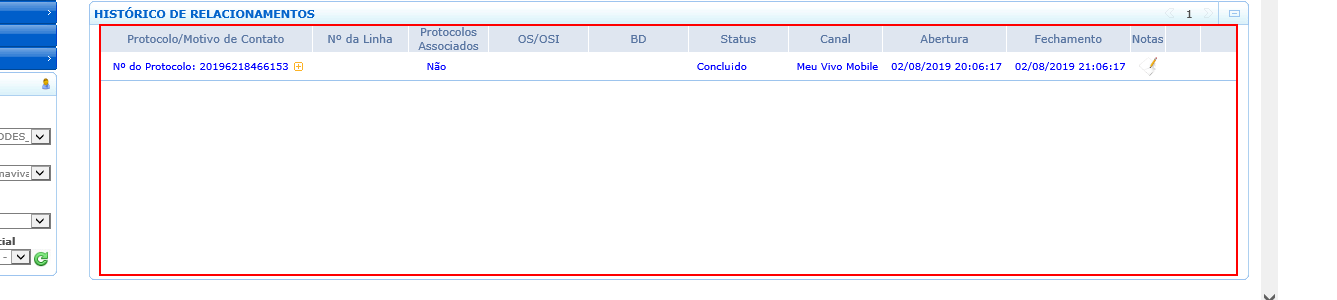 HISTÓRICO DE RELACIONAMENTOS
1
Protocolo/Motivo de Contato
Nº da Linha
Protocolos
Associados
OS/OSI
BD
Status
Canal
Abertura
Fechamento
Notas
Nº do Protocolo: 20196218466153
Não
Concluido
Meu Vivo Mobile
02/08/2019 20:06:17
02/08/2019 21:06:17
ODES_
maviva
cial
-